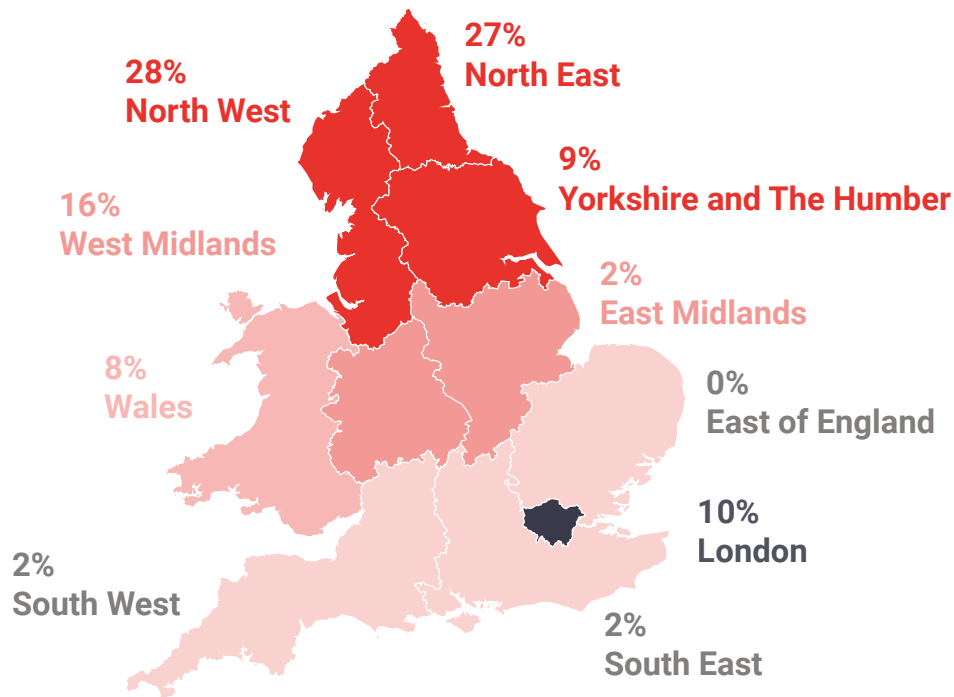 27%
North East
28%
North West
9%
Yorkshire and The Humber
16%
West Midlands
2%
East Midlands
8%
Wales
0%
East of England
10%
London
2%
South West
2%
South East